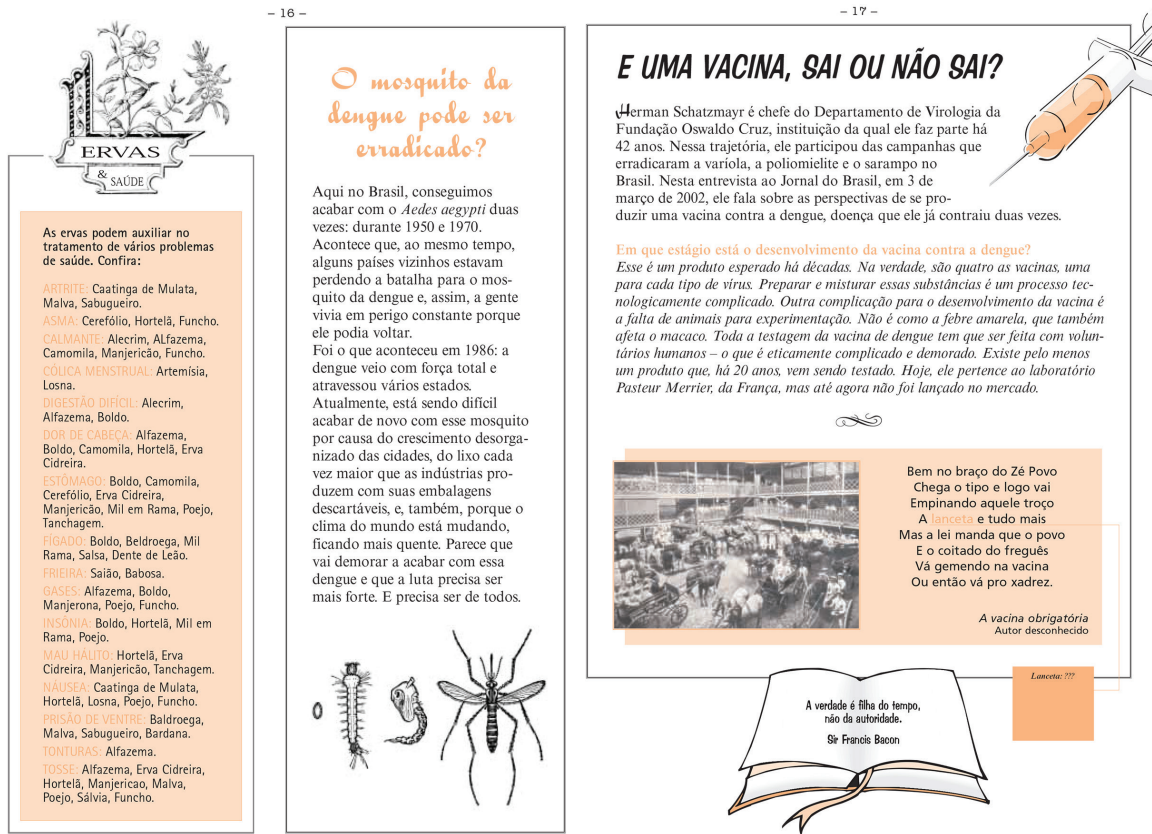 – 16 –
ERVAS
& SAÚDE
As ervas podem auxiliar no
tratamento de vários problemas
de saúde. Confira:
ARTRITE: Caatinga de Mulata,
Malva, Sabugueiro.
ASMA: Cerefólio, Hortelã, Funcho.
CALMANTE: Alecrim, ALfazema,
Camomila, Manjericão, Funcho.
CÓLICA MENSTRUAL: Artemísia,
Losna.
DIGESTÃO DIFÍCIL: Alecrim,
Alfazema, Boldo.
DOR DE CABEÇA: Alfazema,
Boldo, Camomila, Hortelã, Erva
Cidreira.
ESTÔMAGO: Boldo, Camomila,
Cerefólio, Erva Cidreira,
Manjericão, Mil em Rama, Poejo,
Tanchagem.
FÍGADO: Boldo, Beldroega, Mil
Rama, Salsa, Dente de Leão.
FRIEIRA: Saião, Babosa.
GASES: Alfazema, Boldo,
Manjerona, Poejo, Funcho.
INSÔNIA: Boldo, Hortelã, Mil em
Rama, Poejo.
MAU HÁLITO: Hortelã, Erva
Cidreira, Manjericão, Tanchagem.
NÁUSEA: Caatinga de Mulata,
Hortelã, Losna, Poejo, Funcho.
PRISÃO DE VENTRE: Baldroega,
Malva, Sabugueiro, Bardana.
TONTURAS: Alfazema.
TOSSE: Alfazema, Erva Cidreira,
Hortelã, Manjericao, Malva,
Poejo, Sálvia, Funcho.
O mosquito da
dengue pode ser
erradicado?
Aqui no Brasil, conseguimos
acabar com o Aedes aegypti duas
vezes: durante 1950 e 1970.
Acontece que, ao mesmo tempo,
alguns países vizinhos estavam
perdendo a batalha para o mos-
quito da dengue e, assim, a gente
vivia em perigo constante porque
ele podia voltar.
Foi o que aconteceu em 1986: a
dengue veio com força total e
atravessou vários estados.
Atualmente, está sendo difícil
acabar de novo com esse mosquito
por causa do crescimento desorga-
nizado das cidades, do lixo cada
vez maior que as indústrias pro-
duzem com suas embalagens
descartáveis, e, também, porque o
clima do mundo está mudando,
ficando mais quente. Parece que
vai demorar a acabar com essa
dengue e que a luta precisa ser
mais forte. E precisa ser de todos.
– 17 –
E UMA VACINA, SAI OU NÃO SAI?
Herman Schatzmayr é chefe do Departamento de Virologia da
Fundação Oswaldo Cruz, instituição da qual ele faz parte há
42 anos. Nessa trajetória, ele participou das campanhas que
erradicaram a varíola, a poliomielite e o sarampo no
Brasil. Nesta entrevista ao Jornal do Brasil, em 3 de
março de 2002, ele fala sobre as perspectivas de se pro-
duzir uma vacina contra a dengue, doença que ele já contraiu duas vezes.
Em que estágio está o desenvolvimento da vacina contra a dengue?
Esse é um produto esperado há décadas. Na verdade, são quatro as vacinas, uma
para cada tipo de vírus. Preparar e misturar essas substâncias é um processo tec-
nologicamente complicado. Outra complicação para o desenvolvimento da vacina é
a falta de animais para experimentação. Não é como a febre amarela, que também
afeta o macaco. Toda a testagem da vacina de dengue tem que ser feita com volun-
tários humanos – o que é eticamente complicado e demorado. Existe pelo menos
um produto que, há 20 anos, vem sendo testado. Hoje, ele pertence ao laboratório
Pasteur Merrier, da França, mas até agora não foi lançado no mercado.
Bem no braço do Zé Povo
Chega o tipo e logo vai
Empinando aquele troço
A lanceta e tudo mais
Mas a lei manda que o povo
E o coitado do freguês
Vá gemendo na vacina
Ou então vá pro xadrez.
A vacina obrigatória
Autor desconhecido
Lanceta: ???
A verdade é filha do tempo,
não da autoridade.
Sir Francis Bacon